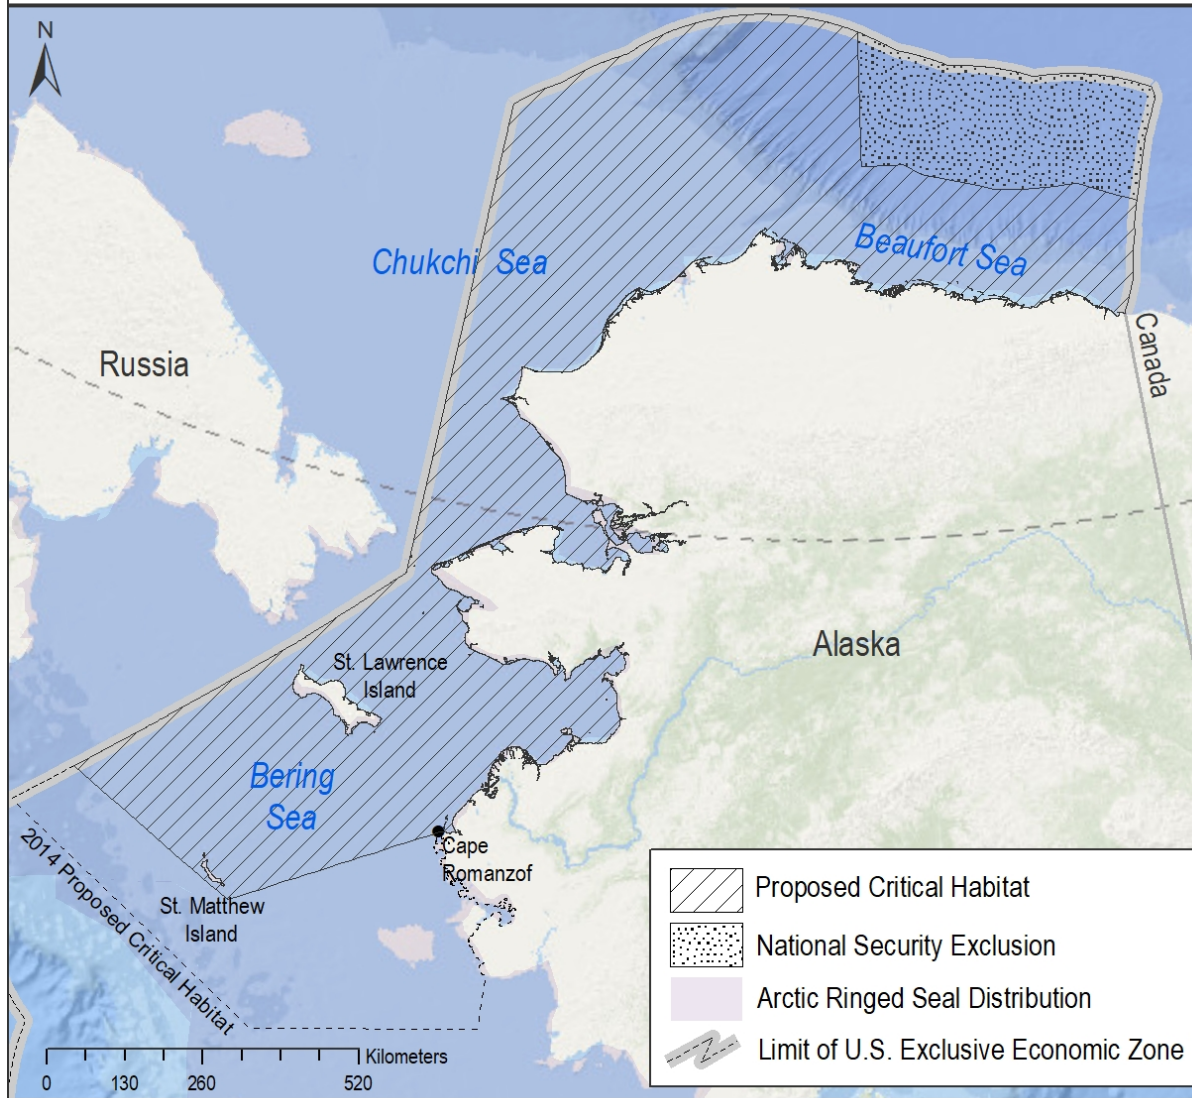 N
Chukchi Sea
Beaufort Sea
Russia
Canada
Alaska
St. Lawrence
Island
Bering
Sea
Cape
Romanzof
2014 Proposed Critical Habitat
St. Matthew
Island
Proposed Critical Habitat
National Security Exclusion
Arctic Ringed Seal Distribution
Limit of U.S. Exclusive Economic Zone
Kilometers
0 130 260 520